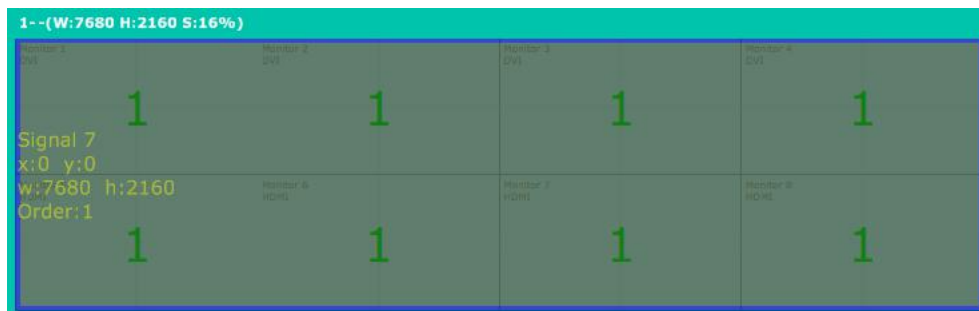 1--(W:7680 H:2160 S:16%)
Monitor 1 Monitor 2 Monitor 3 Monitor 4
DVI DVI DVI DVI
1 1 1 1
Signal 7
x:0 y:0
w:7680 h:2160 Monitor 6 Monitor 7 Monitor 8
HDMI HDMI HDMI HDMI
Order:1
1 1 1 1